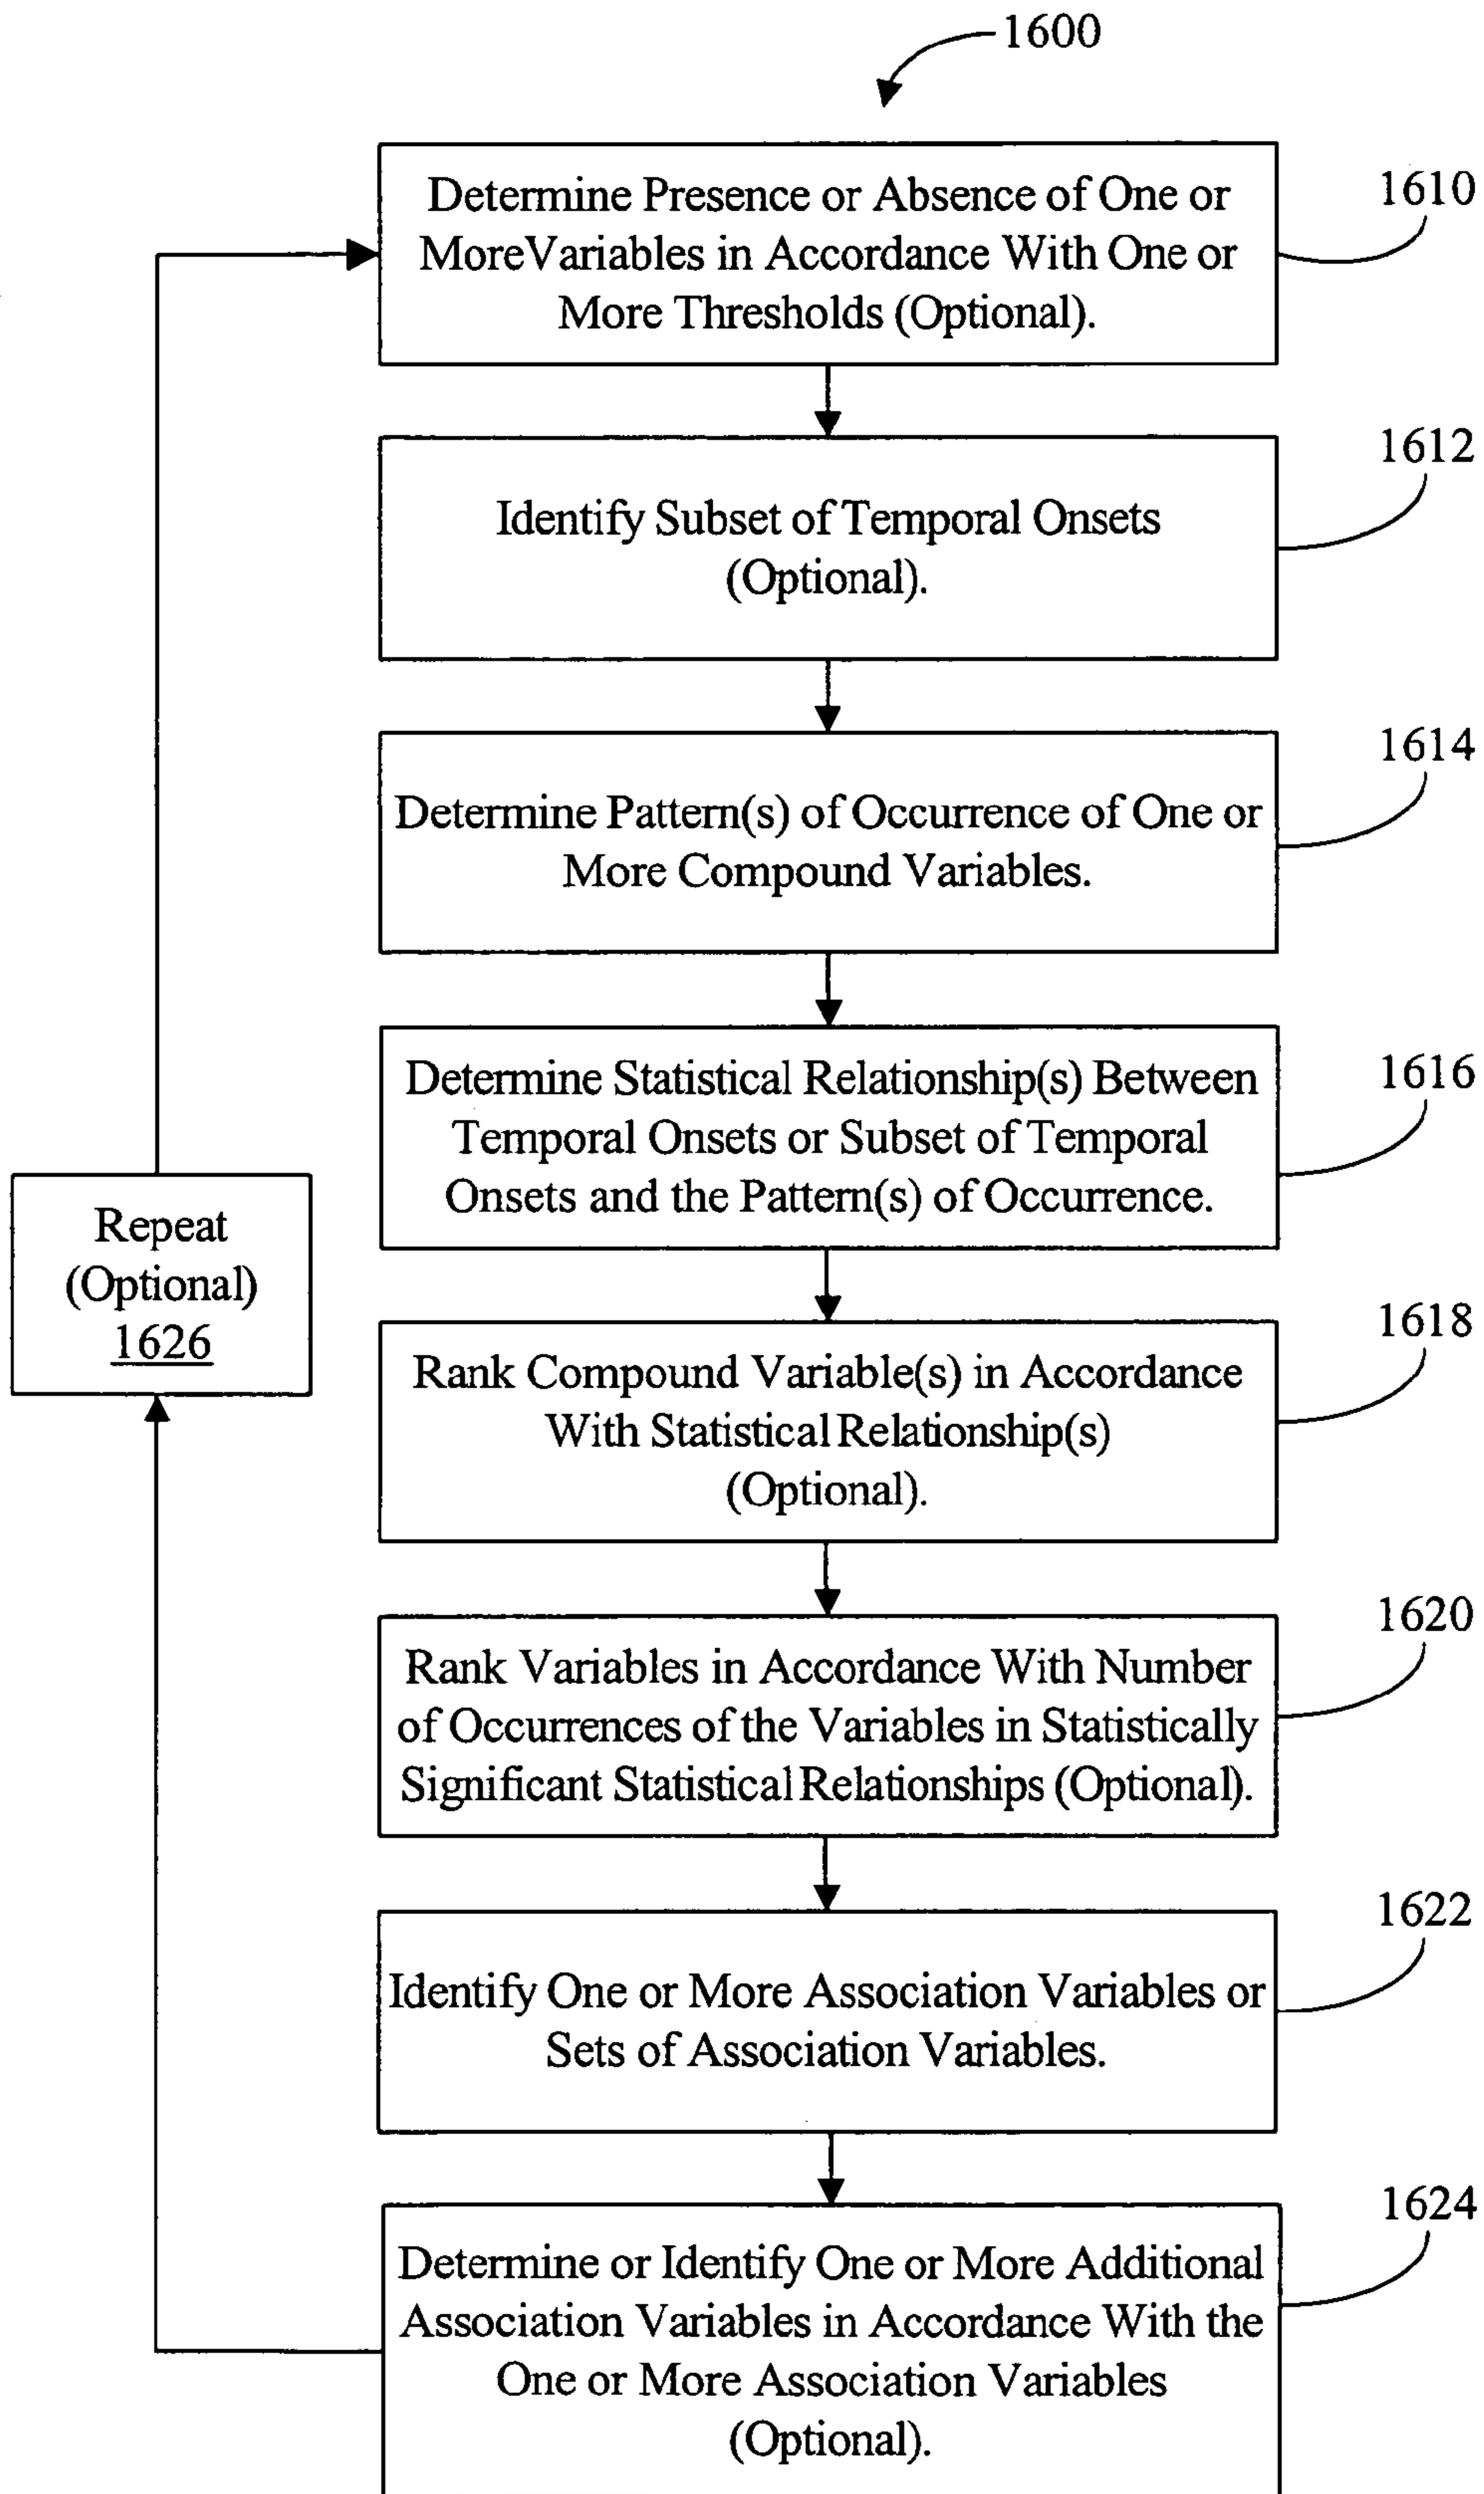 1600
Determine Presence or Absence of One or
MoreVariables in Accordance With One or
More Thresholds (Optional).
1610
Identify Subset of Temporal Onsets
(Optional).
1612
Determine Pattern(s) of Occurrence of One or
More Compound Variables.
1614
Determine Statistical Relationship(s) Between
Temporal Onsets or Subset of Temporal
Onsets and the Pattern(s) of Occurrence.
1616
Repeat
(Optional)
1626
Rank Compound Variable(s) in Accordance
With Statistical Relationship(s)
(Optional).
1618
Rank Variables in Accordance With Number
of Occurrences of the Variables in Statistically
Significant Statistical Relationships (Optional).
1620
Identify One or More Association Variables or
Sets of Association Variables.
1622
Determine or Identify One or More Additional
Association Variables in Accordance With the
One or More Association Variables
(Optional).
1624